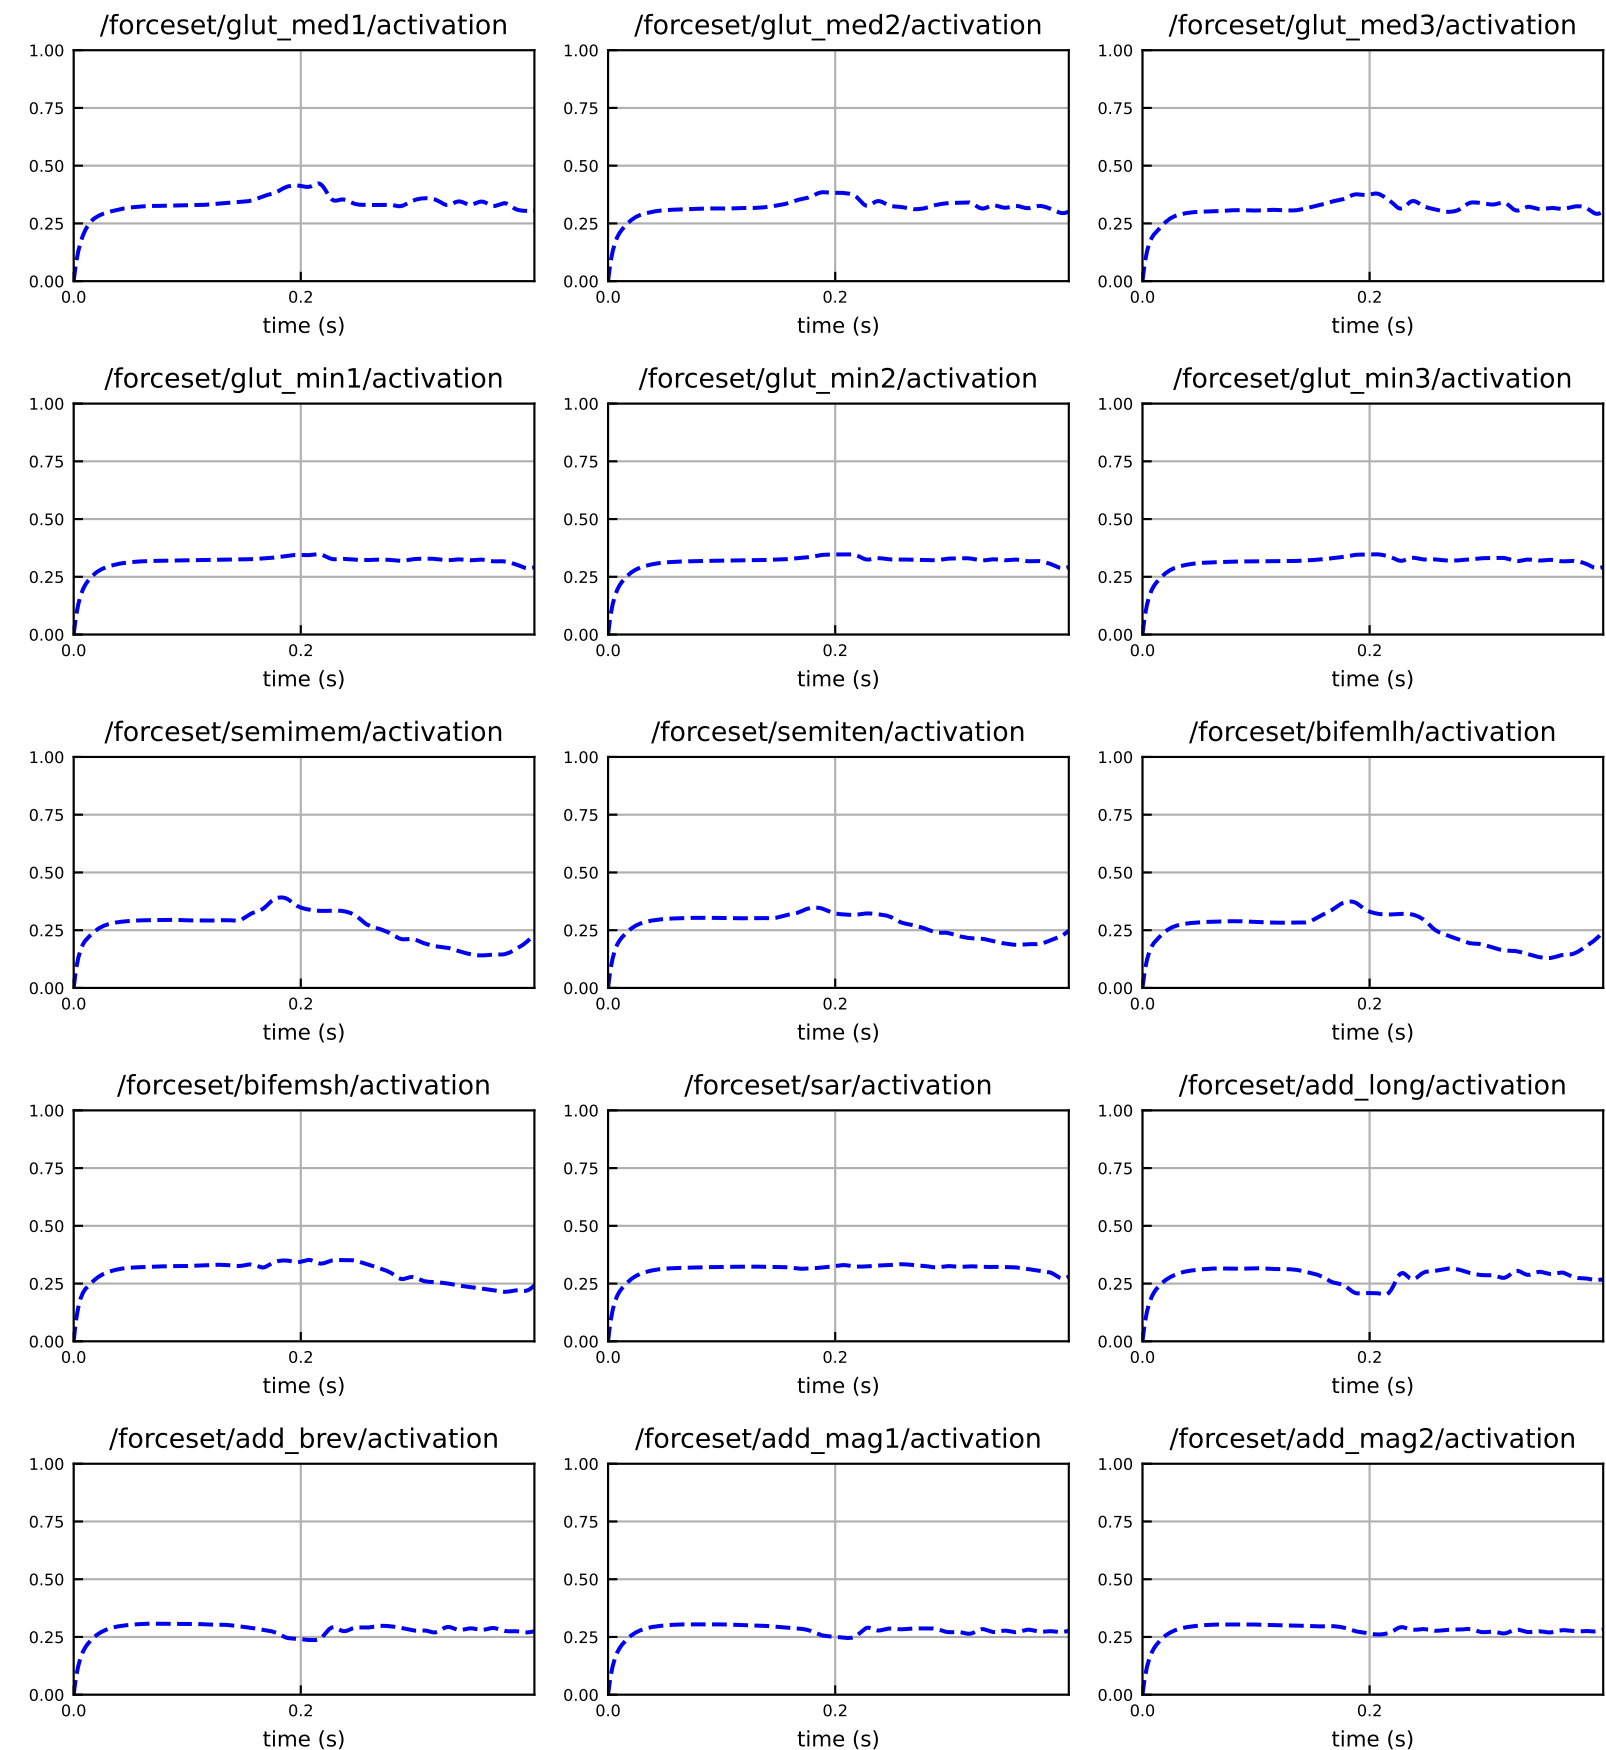 /forceset/glut_med1/activation /forceset/glut_med2/activation /forceset/glut_med3/activation
1.00 1.00 1.00
0.75 0.75 0.75
0.50 0.50 0.50
0.25 0.25 0.25
0.00 0.00 0.00
0.0 0.2 0.0 0.2 0.0 0.2
time (s) time (s) time (s)
/forceset/glut_min1/activation /forceset/glut_min2/activation /forceset/glut_min3/activation
1.00 1.00 1.00
0.75 0.75 0.75
0.50 0.50 0.50
0.25 0.25 0.25
0.00 0.00 0.00
0.0 0.2 0.0 0.2 0.0 0.2
time (s) time (s) time (s)
/forceset/semimem/activation /forceset/semiten/activation /forceset/bifemlh/activation
1.00 1.00 1.00
0.75 0.75 0.75
0.50 0.50 0.50
0.25 0.25 0.25
0.00 0.00 0.00
0.0 0.2 0.0 0.2 0.0 0.2
time (s) time (s) time (s)
/forceset/bifemsh/activation /forceset/sar/activation /forceset/add_long/activation
1.00 1.00 1.00
0.75 0.75 0.75
0.50 0.50 0.50
0.25 0.25 0.25
0.00 0.00 0.00
0.0 0.2 0.0 0.2 0.0 0.2
time (s) time (s) time (s)
/forceset/add_brev/activation /forceset/add_mag1/activation /forceset/add_mag2/activation
1.00 1.00 1.00
0.75 0.75 0.75
0.50 0.50 0.50
0.25 0.25 0.25
0.00 0.00 0.00
0.0 0.2 0.0 0.2 0.0 0.2
time (s) time (s) time (s)